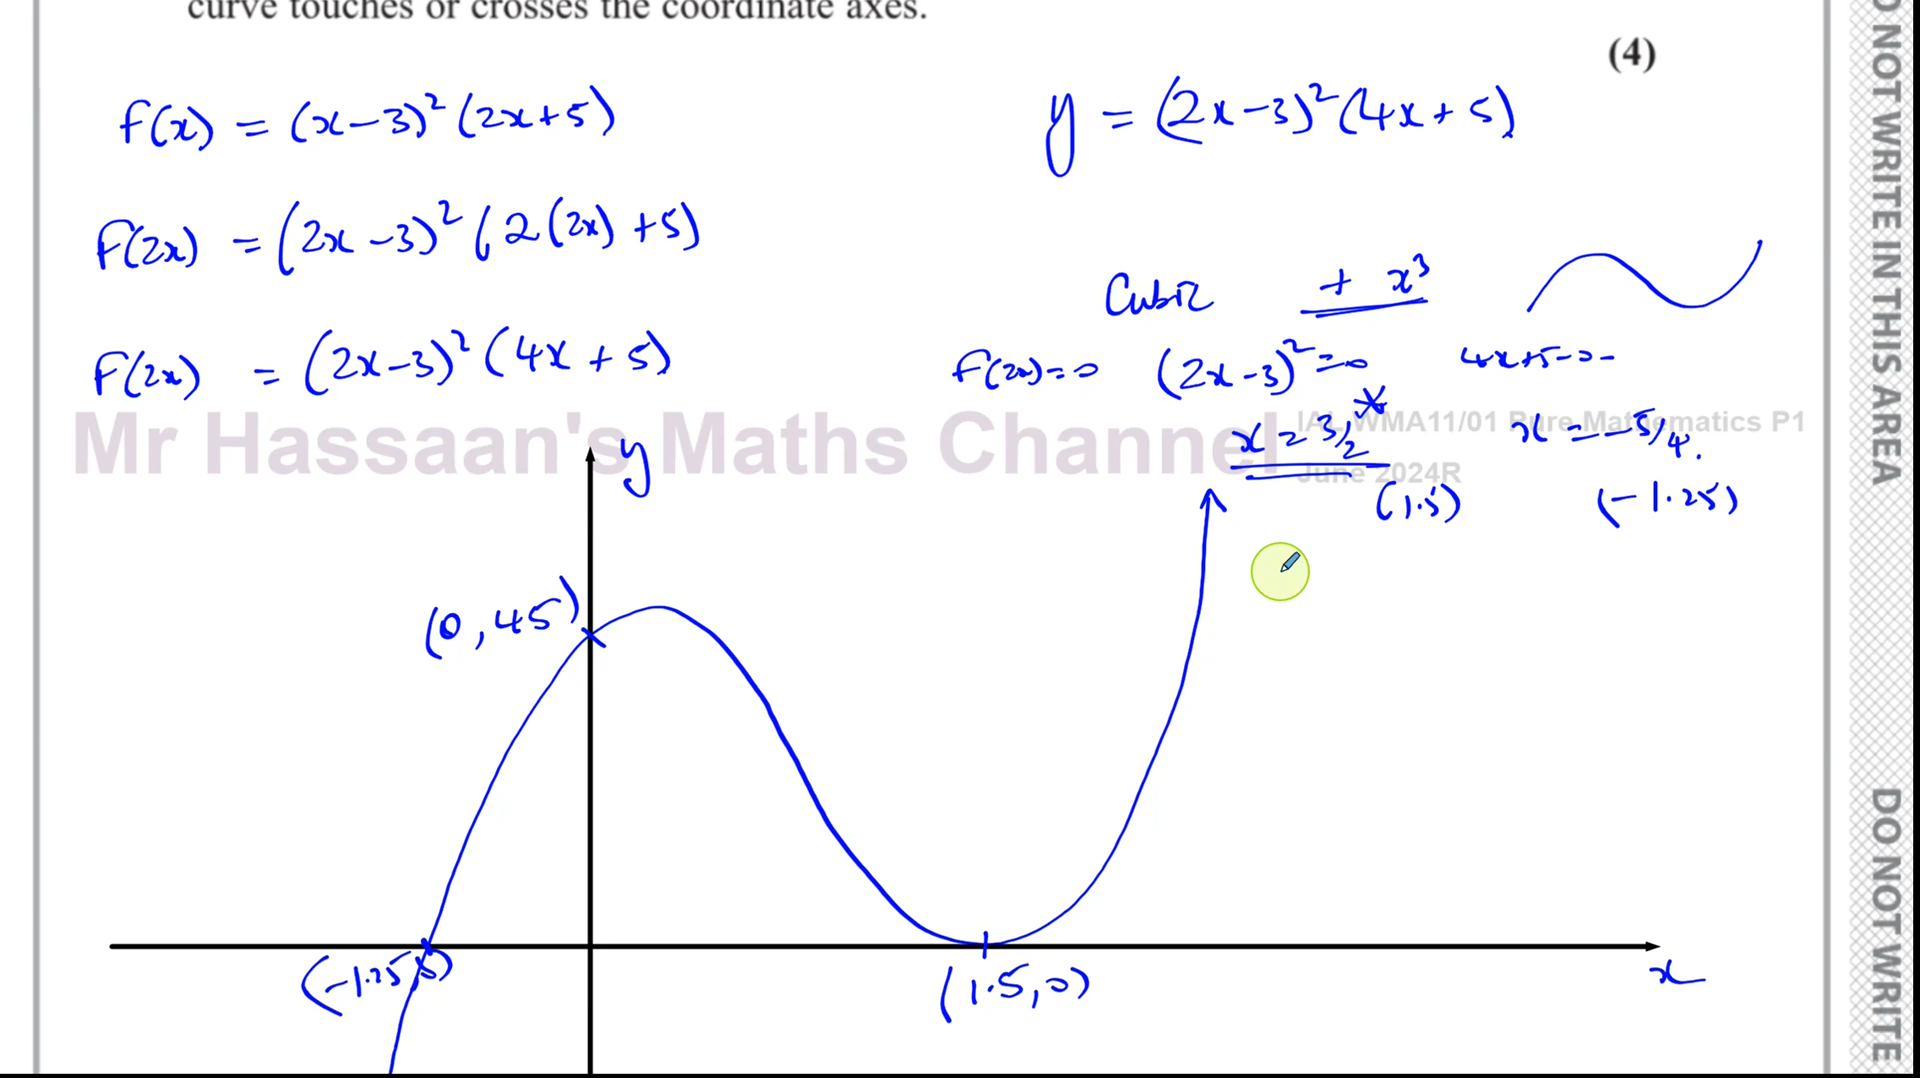 curve touches or crosses the coordinate axes.
(4)
f(x) = (x-3)² (2x+5)
y = (2x-3)² (4x+5)
f(2x) = (2x-3)² (2(2x)+5)
Cubic + x³
f(2x) = (2x-3)² (4x+5)
f(2x)=0 (2x-3)²=0 4x+5=0-
x = 3/2 * x = -5/4.
(1.5) (-1.25)
Mr Hassaan's Maths Channel
IAL WMA11/01 Pure Mathematics P1
June 2024R
y
(0,45)
(-1.25,0)
(1.5,0)
x
DO NOT WRITE IN THIS AREA
DO NOT WRITE